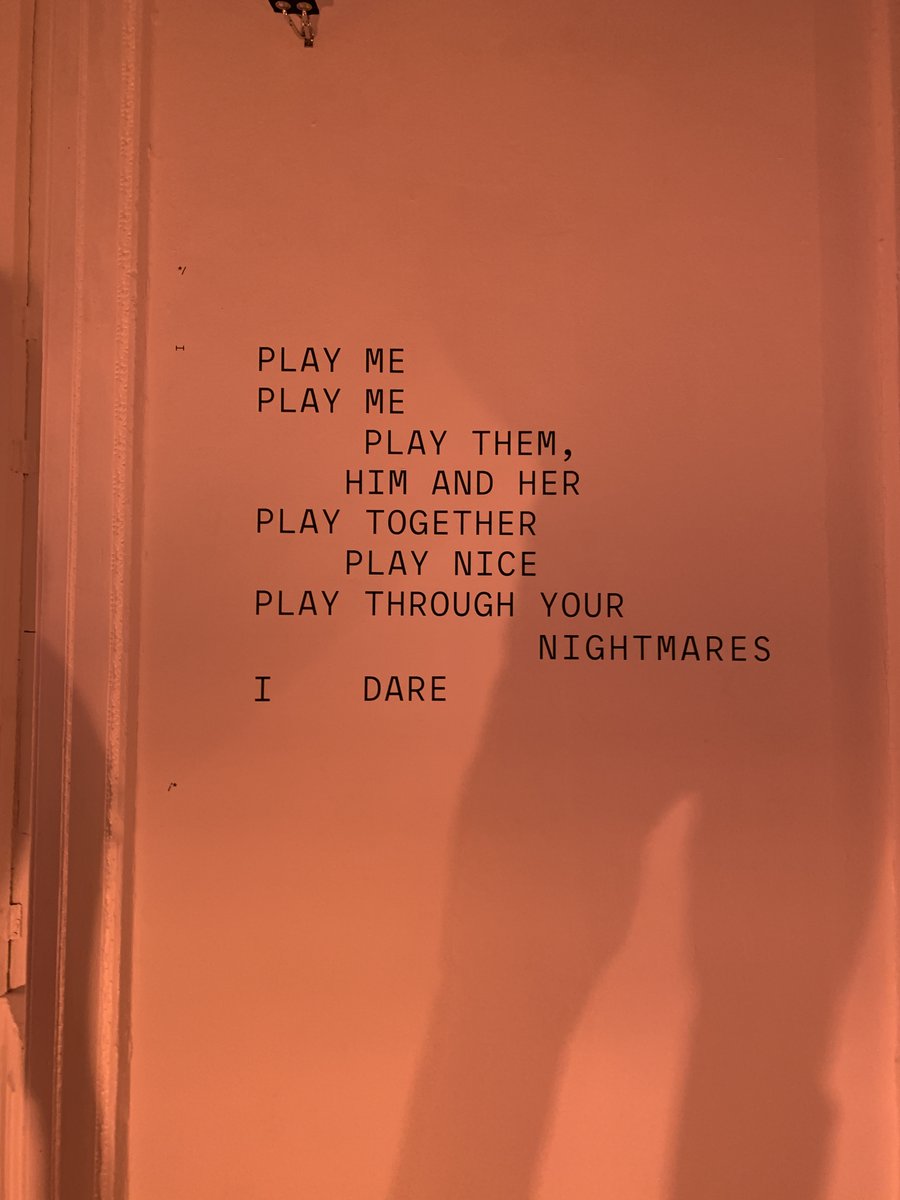 */
I
PLAY ME
PLAY ME
PLAY THEM,
HIM AND HER
PLAY TOGETHER
PLAY NICE
PLAY THROUGH YOUR
NIGHTMARES
I DARE
/*